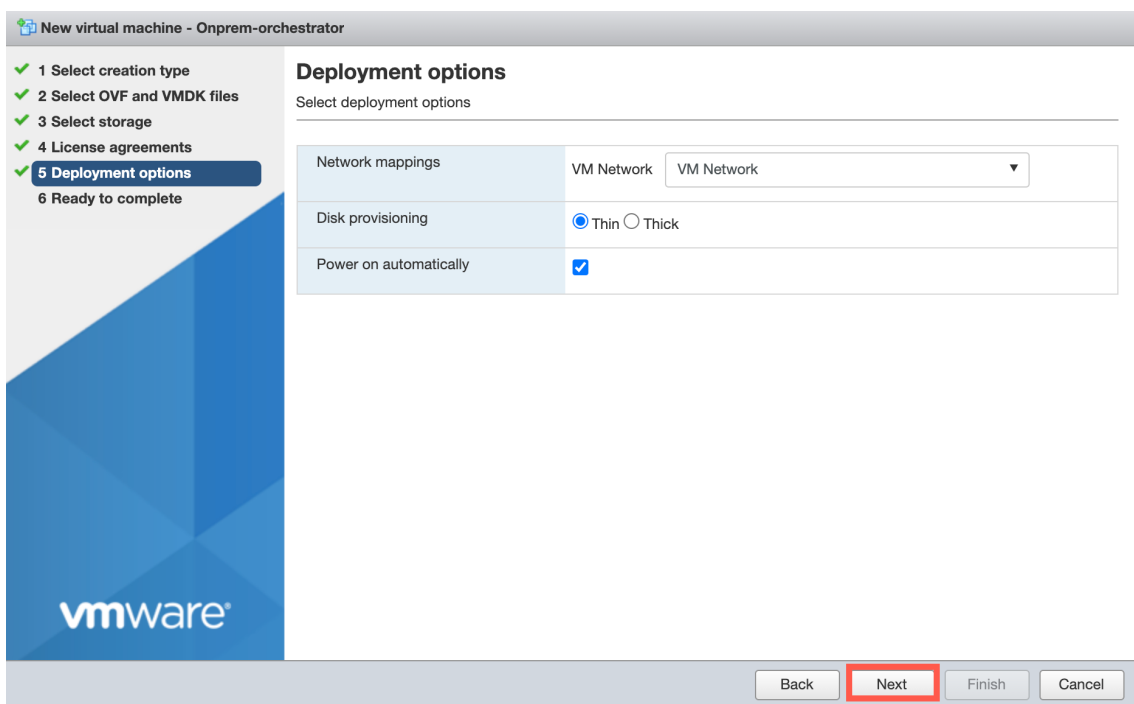 New virtual machine - Onprem-orchestrator
1 Select creation type
2 Select OVF and VMDK files
3 Select storage
4 License agreements
5 Deployment options
6 Ready to complete
Deployment options
Select deployment options
Network mappings
VM Network
VM Network
Disk provisioning
Thin
Thick
Power on automatically
vmware®
Back
Next
Finish
Cancel